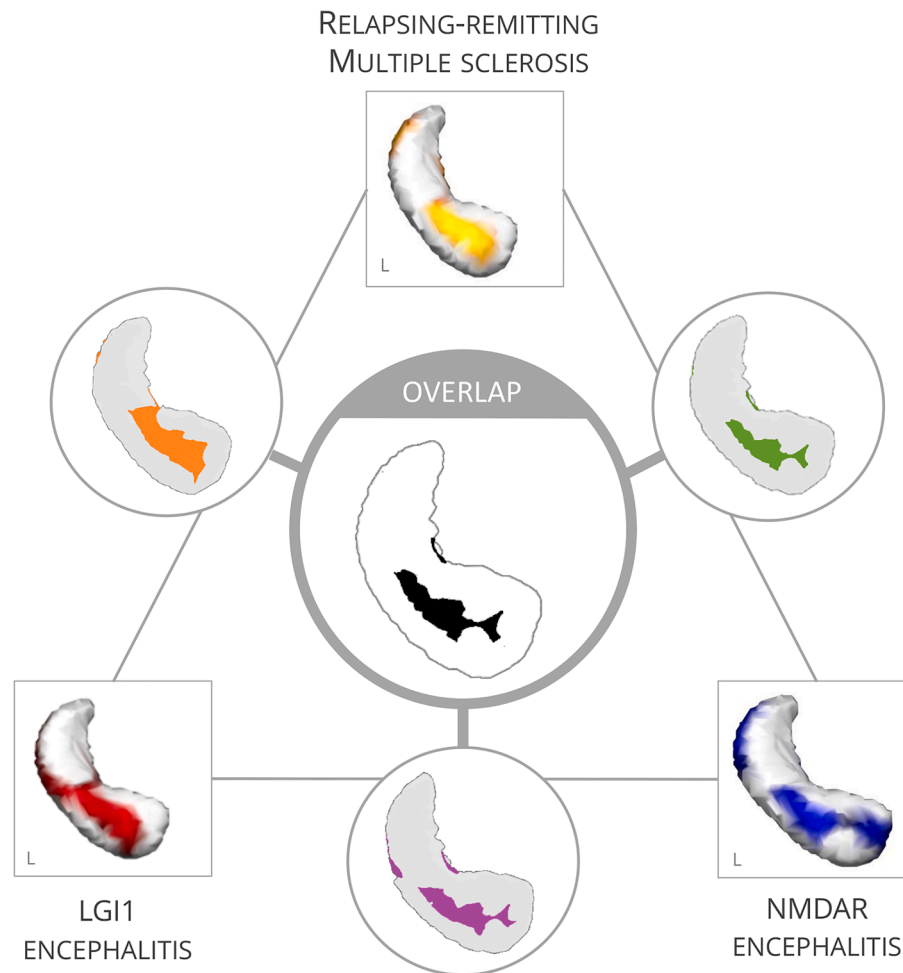 RELAPSING-REMITTING
MULTIPLE SCLEROSIS
L
OVERLAP
L
L
LGI1
ENCEPHALITIS
NMDAR
ENCEPHALITIS